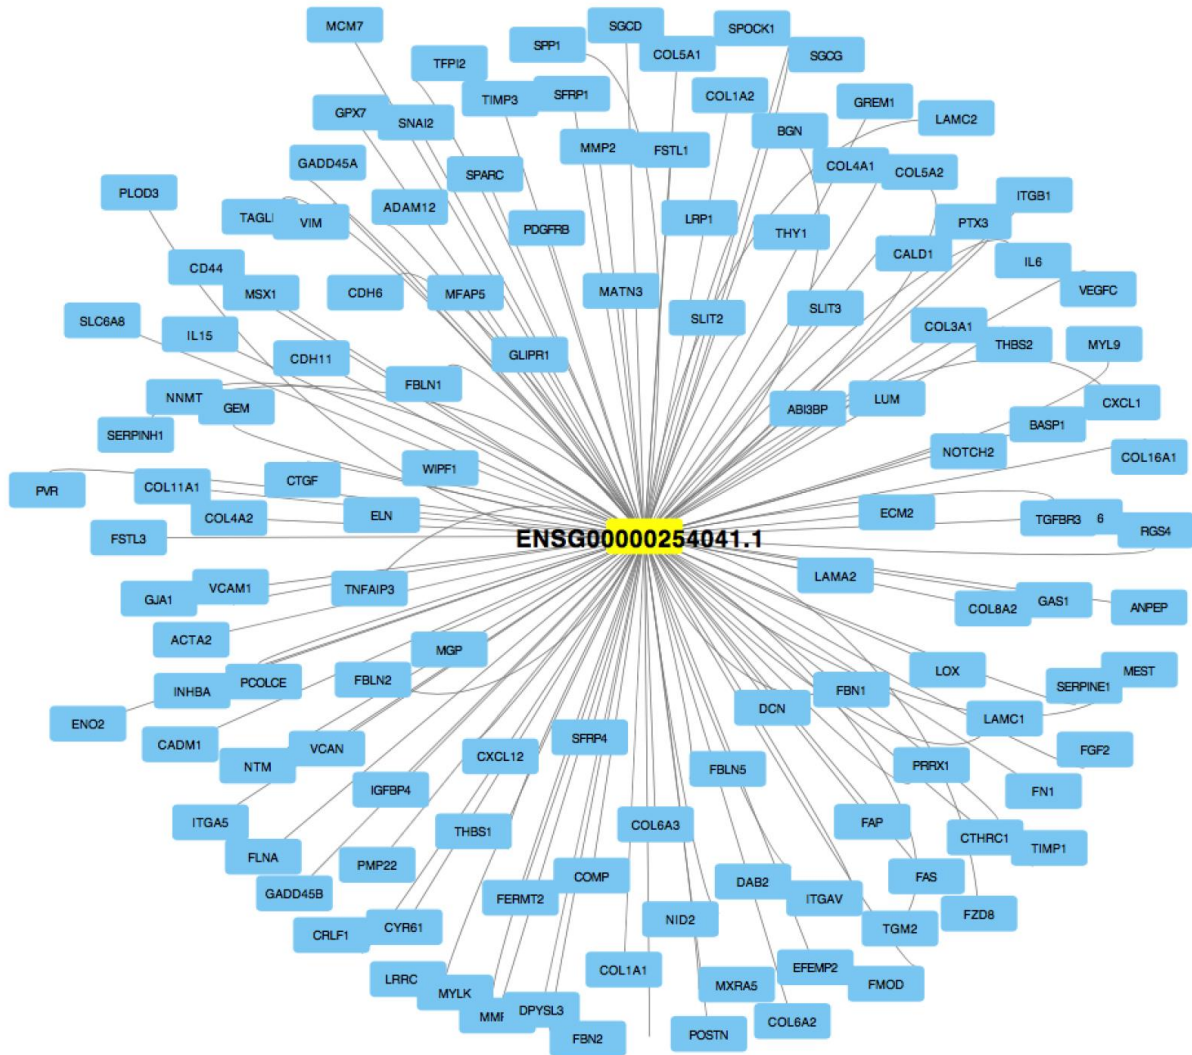 MCM7
SGCD
SPOCK1
SPP1
COL5A1
SGCG
TFPI2
TIMP3
SFRP1
COL1A2
GREM1
LAMC2
GPX7
SNAI2
BGN
MMP2
FSTL1
GADD45A
COL4A1
COL5A2
SPARC
PLOD3
ITGB1
ADAM12
TAGL
VIM
PDGFRB
LRP1
THY1
PTX3
CALD1
CD44
IL6
MSX1
CDH6
MFAP5
MATN3
VEGFC
SLC6A8
IL15
SLIT2
SLIT3
COL3A1
THBS2
MYL9
CDH11
GLIPR1
FBLN1
NNMT
GEM
ABI3BP
LUM
CXCL1
SERPINH1
BASP1
NOTCH2
COL16A1
WIPF1
CTGF
PVR
COL11A1
COL4A2
ELN
ECM2
TGFBR3
6
RGS4
FSTL3
ENSG00000254041.1
LAMA2
VCAM1
TNFAIP3
GJA1
COL8A2
GAS1
ANPEP
ACTA2
MGP
LOX
MEST
PCOLCE
FBLN2
INHBA
FBN1
SERPINE1
DCN
ENO2
LAMC1
CADM1
VCAN
SFRP4
CXCL12
FGF2
NTM
FBLN5
PRRX1
IGFBP4
FN1
ITGA5
COL6A3
THBS1
FAP
CTHRC1
TIMP1
FLNA
PMP22
COMP
DAB2
FAS
GADD45B
FERMT2
ITGAV
FZD8
NID2
CRLF1
CYR61
TGM2
LRRC
COL1A1
EFEMP2
MYLK
MXRA5
FMOD
MM
DPYSL3
COL6A2
FBN2
POSTN